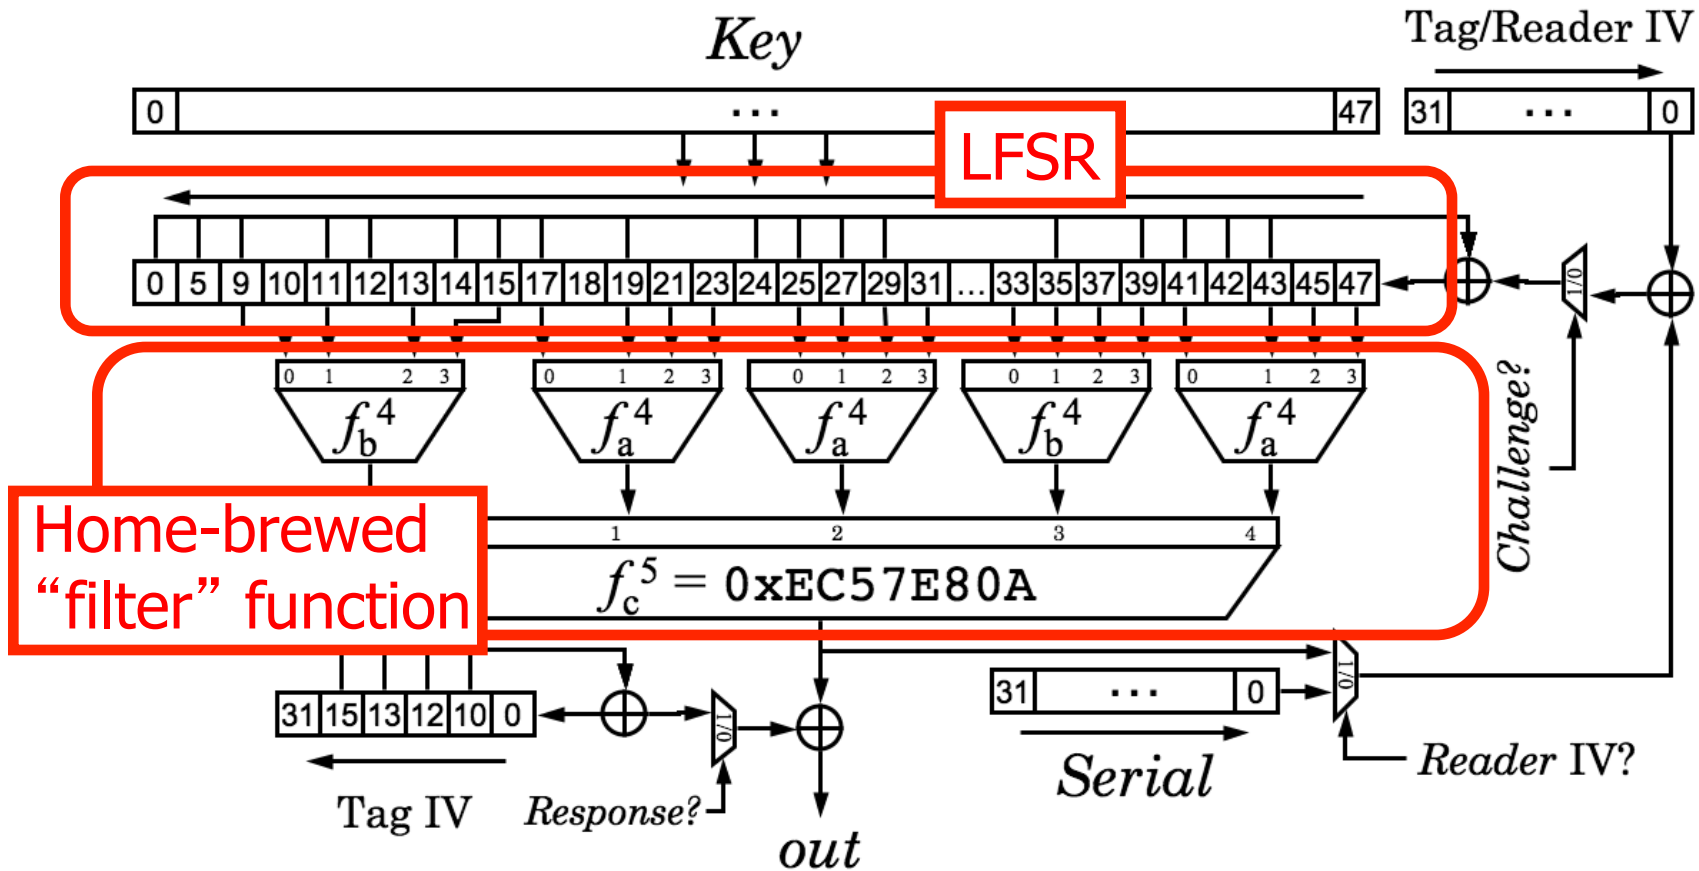 Key
Tag/Reader IV
0 ... 47
31 ... 0
LFSR
0 5 9 10 11 12 13 14 15 17 18 19 21 23 24 25 27 29 31 ... 33 35 37 39 41 42 43 45 47
1/0
0 1 2 3
0 1 2 3
0 1 2 3
0 1 2 3
0 1 2 3
f_b^4
f_a^4
f_a^4
f_b^4
f_a^4
Challenge?
Home-brewed
“filter” function
1 2 3 4
f_c^5 = 0xEC57E80A
31 15 13 12 10 0
1/0
31 ... 0
1/0
Tag IV
Response?
Serial
Reader IV?
out